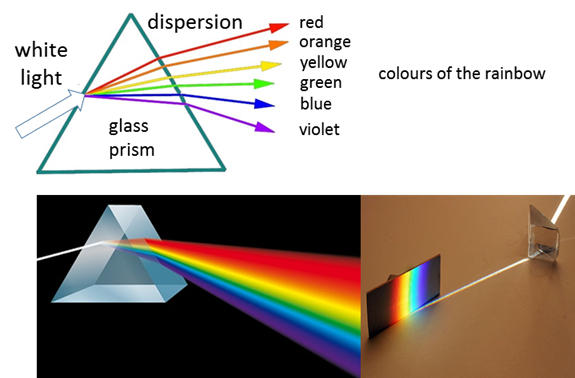 dispersion
white
light
glass
prism
red
orange
yellow
green
blue
violet
colours of the rainbow